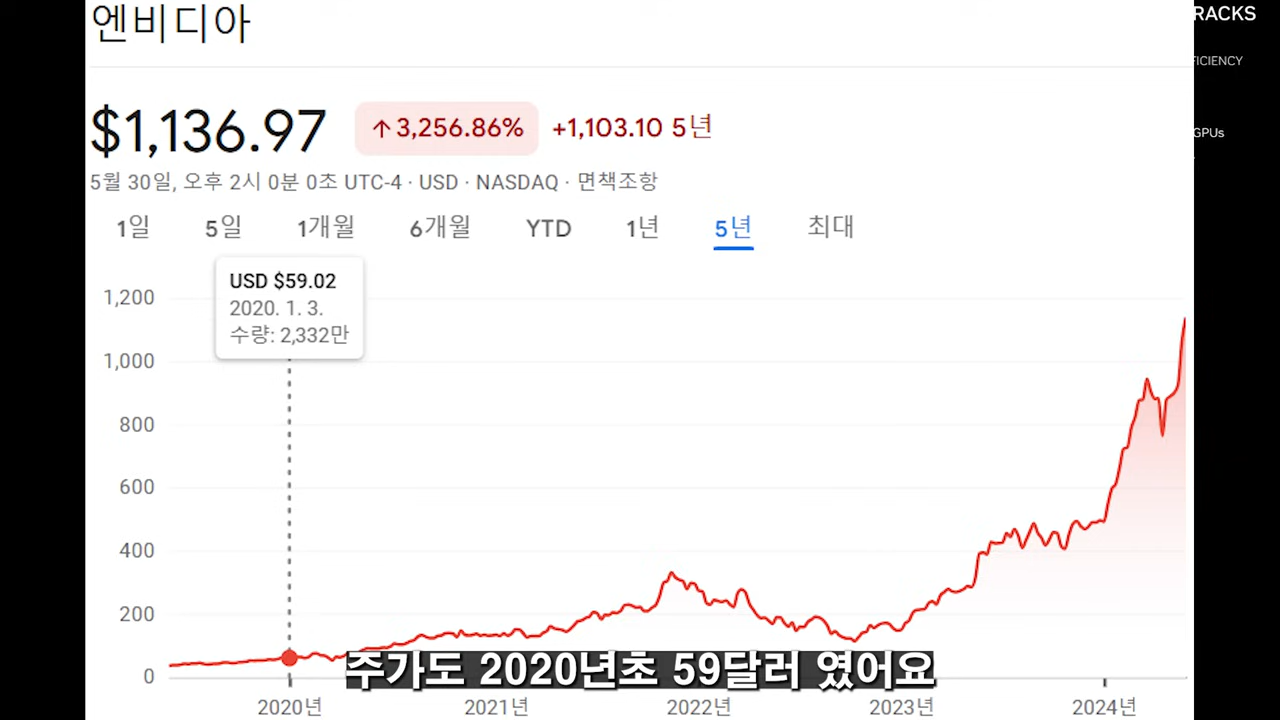 엔비디아
RACKS
FICIENCY
GPUs
$1,136.97 ↑3,256.86% +1,103.10 5년
5월 30일, 오후 2시 0분 0초 UTC-4 · USD · NASDAQ · 면책조항
1일 5일 1개월 6개월 YTD 1년 5년 최대
USD $59.02
2020. 1. 3.
수량: 2,332만
1,200
1,000
800
600
400
200
0
주가도 2020년초 59달러 였어요
2020년 2021년 2022년 2023년 2024년